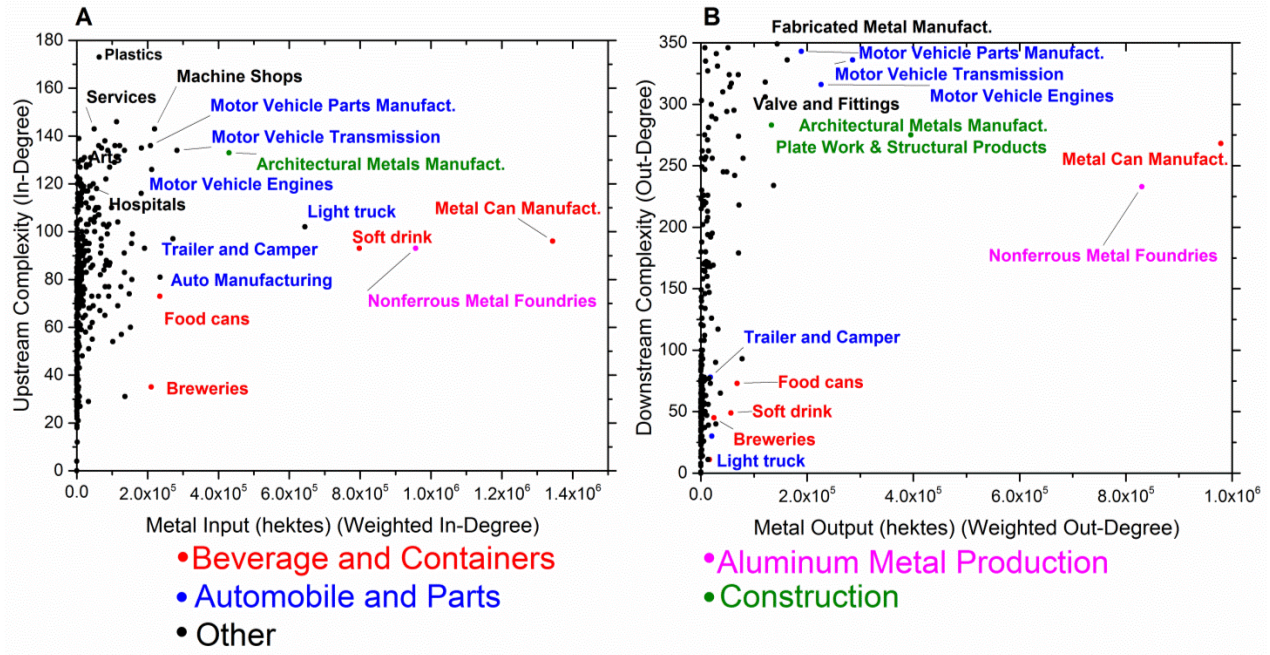 A
Upstream Complexity (In-Degree)
180
160
140
120
100
80
60
40
20
0
Plastics
Machine Shops
Services
Motor Vehicle Parts Manufact.
Motor Vehicle Transmission
Arts
Architectural Metals Manufact.
Motor Vehicle Engines
Hospitals
Light truck
Metal Can Manufact.
Soft drink
Trailer and Camper
Auto Manufacturing
Nonferrous Metal Foundries
Food cans
Breweries
0.0 2.0x10⁵ 4.0x10⁵ 6.0x10⁵ 8.0x10⁵ 1.0x10⁶ 1.2x10⁶ 1.4x10⁶
Metal Input (hektes) (Weighted In-Degree)
B
Downstream Complexity (Out-Degree)
350
300
250
200
150
100
50
0
Fabricated Metal Manufact.
Motor Vehicle Parts Manufact.
Motor Vehicle Transmission
Motor Vehicle Engines
Valve and Fittings
Architectural Metals Manufact.
Plate Work & Structural Products
Metal Can Manufact.
Nonferrous Metal Foundries
Trailer and Camper
Food cans
Soft drink
Breweries
Light truck
0.0 2.0x10⁵ 4.0x10⁵ 6.0x10⁵ 8.0x10⁵ 1.0x10⁶
Metal Output (hektes) (Weighted Out-Degree)
Beverage and Containers
Automobile and Parts
Other
Aluminum Metal Production
Construction